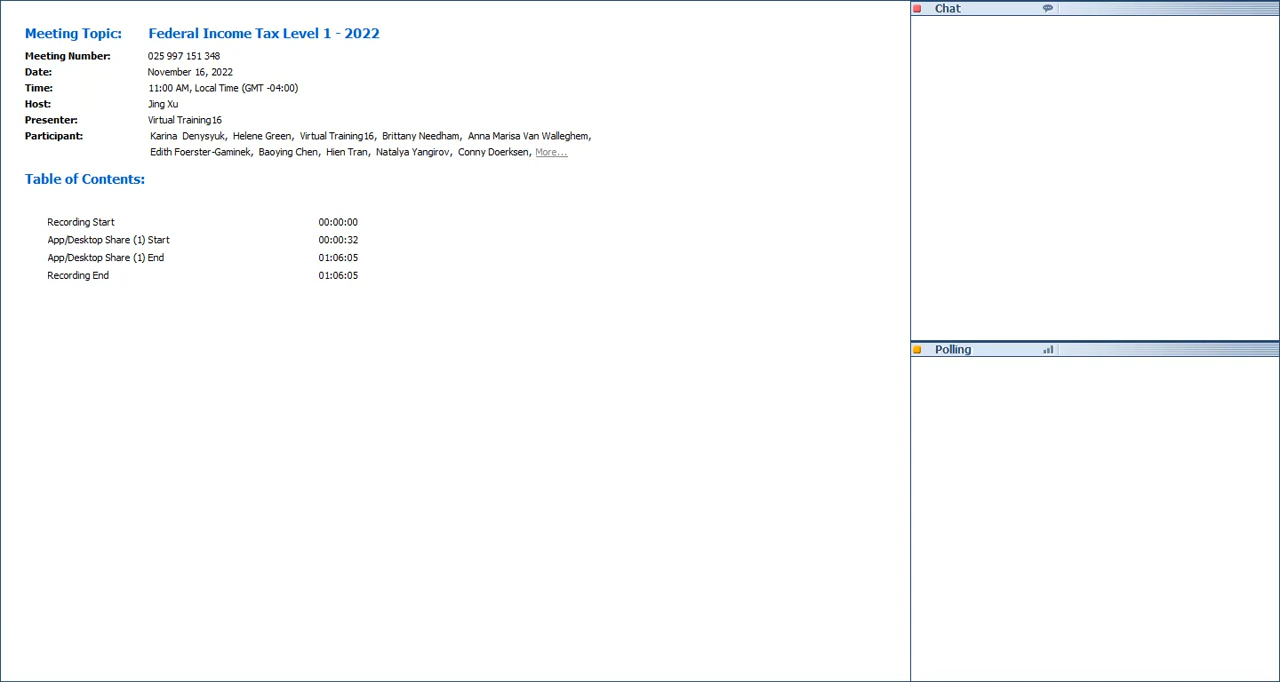 Meeting Topic: Federal Income Tax Level 1 - 2022
Meeting Number: 025 997 151 348
Date: November 16, 2022
Time: 11:00 AM, Local Time (GMT -04:00)
Host: Jing Xu
Presenter: Virtual Training16
Participant: Karina Denysyuk, Helene Green, Virtual Training16, Brittany Needham, Anna Marisa Van Walleghem,
Edith Foerster-Gaminek, Baoying Chen, Hien Tran, Natalya Yangirov, Conny Doerksen, More...
Table of Contents:
Recording Start 00:00:00
App/Desktop Share (1) Start 00:00:32
App/Desktop Share (1) End 01:06:05
Recording End 01:06:05
Chat
Polling